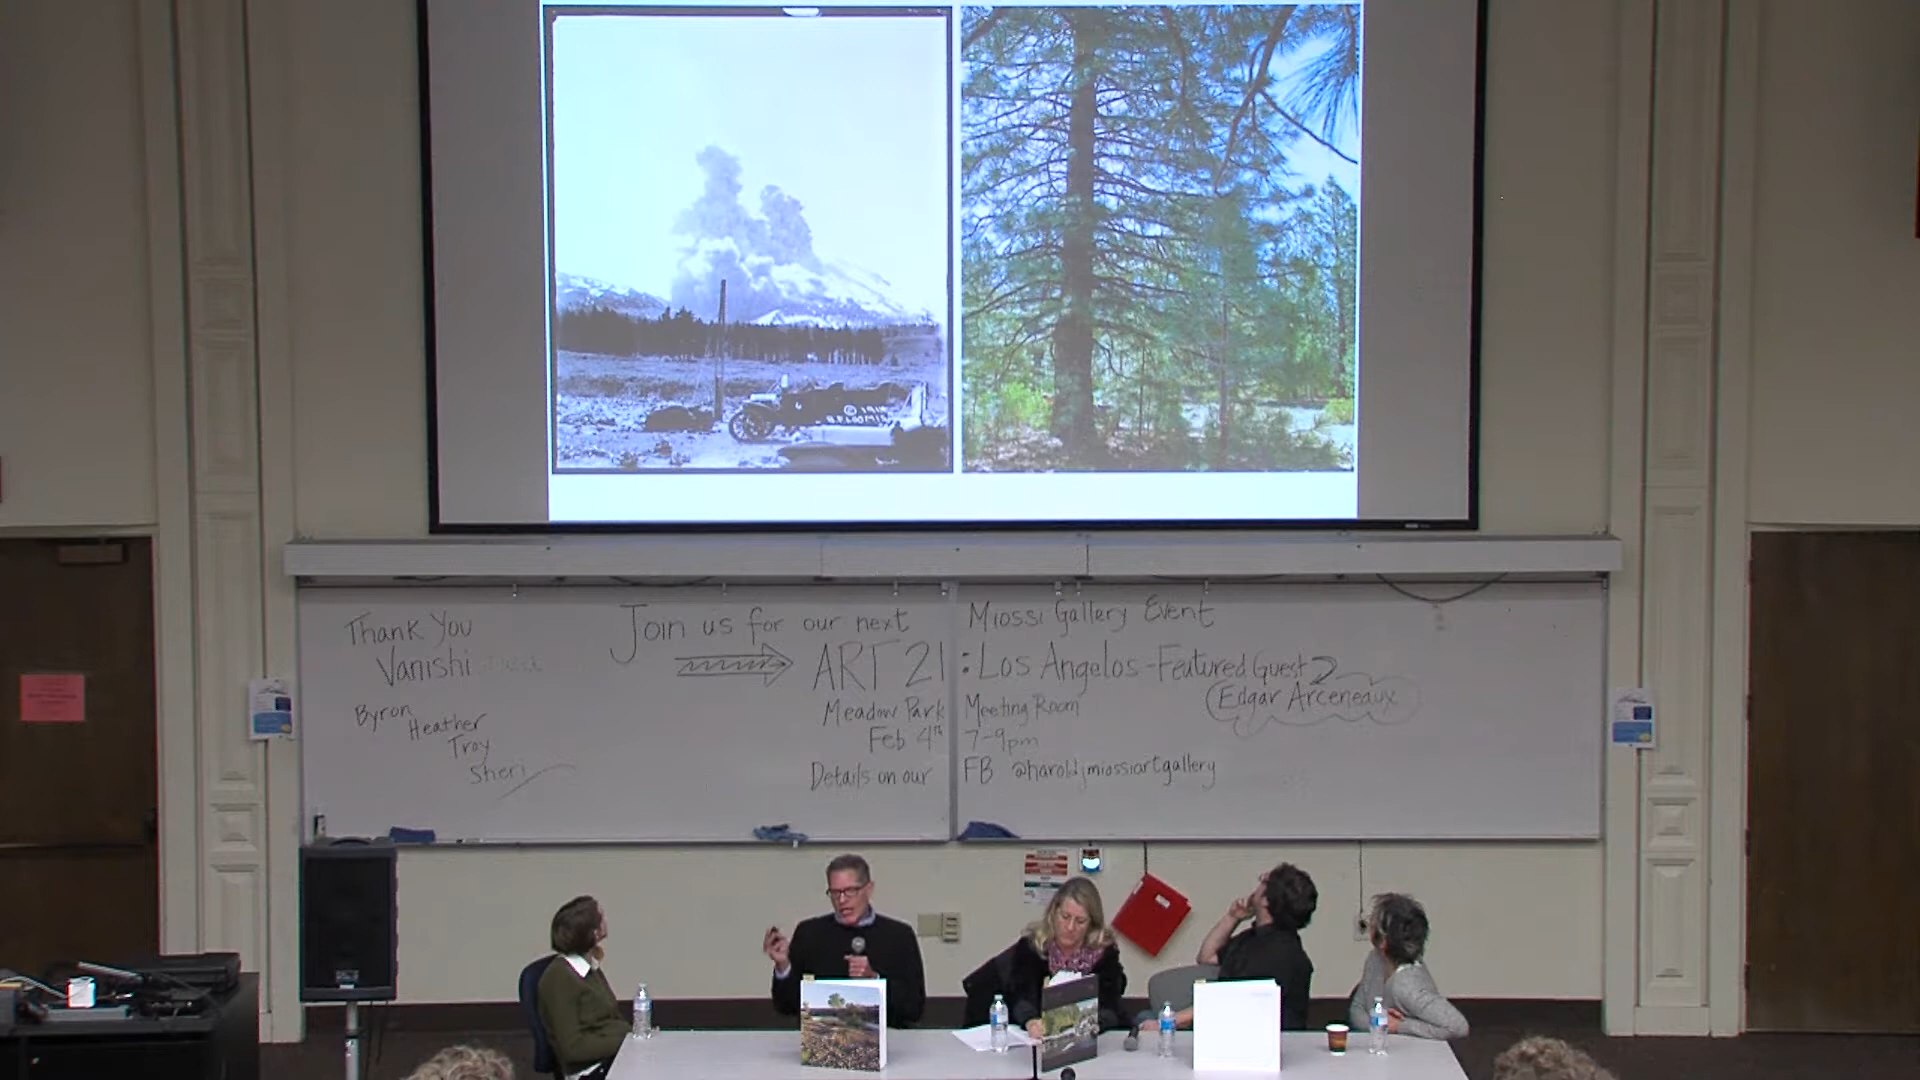 Thank You
Vanishi
Byron
Heather
Troy
Sheri
Join us for our next Miossi Gallery Event
ART 21 : Los Angelos - Featured Guest
Edgar Arceneaux
Meadow Park Meeting Room
Feb 4th 7-9pm
Details on our FB @haroldjmiossiartgallery